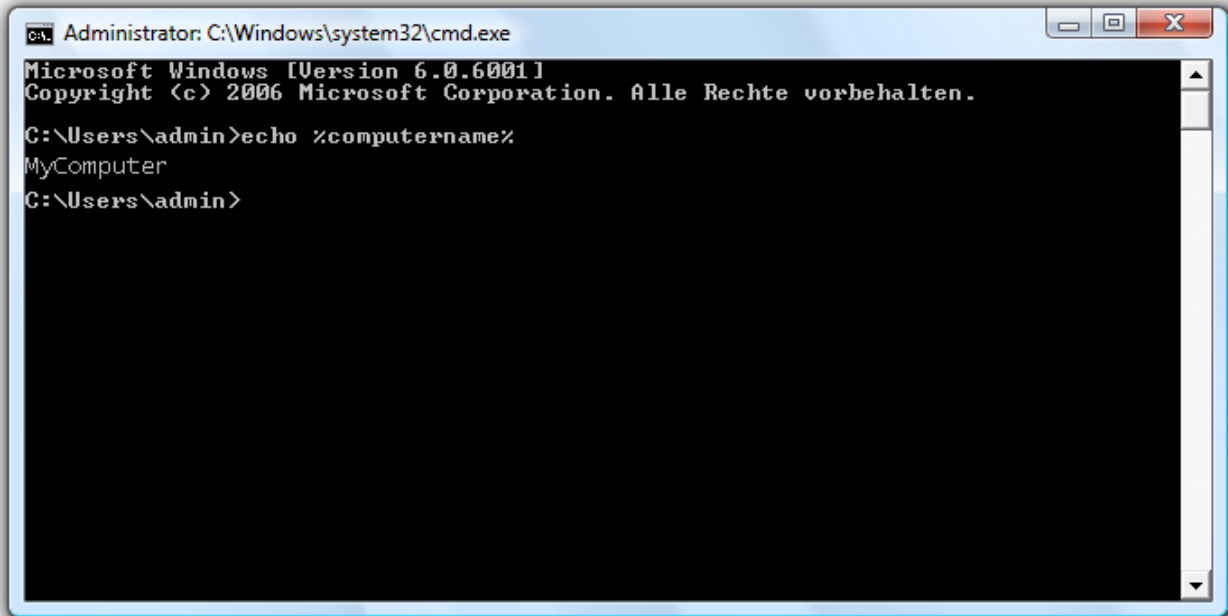 Administrator: C:\Windows\system32\cmd.exe
Microsoft Windows [Version 6.0.6001]
Copyright (c) 2006 Microsoft Corporation. Alle Rechte vorbehalten.
C:\Users\admin>echo %computername%
MyComputer
C:\Users\admin>